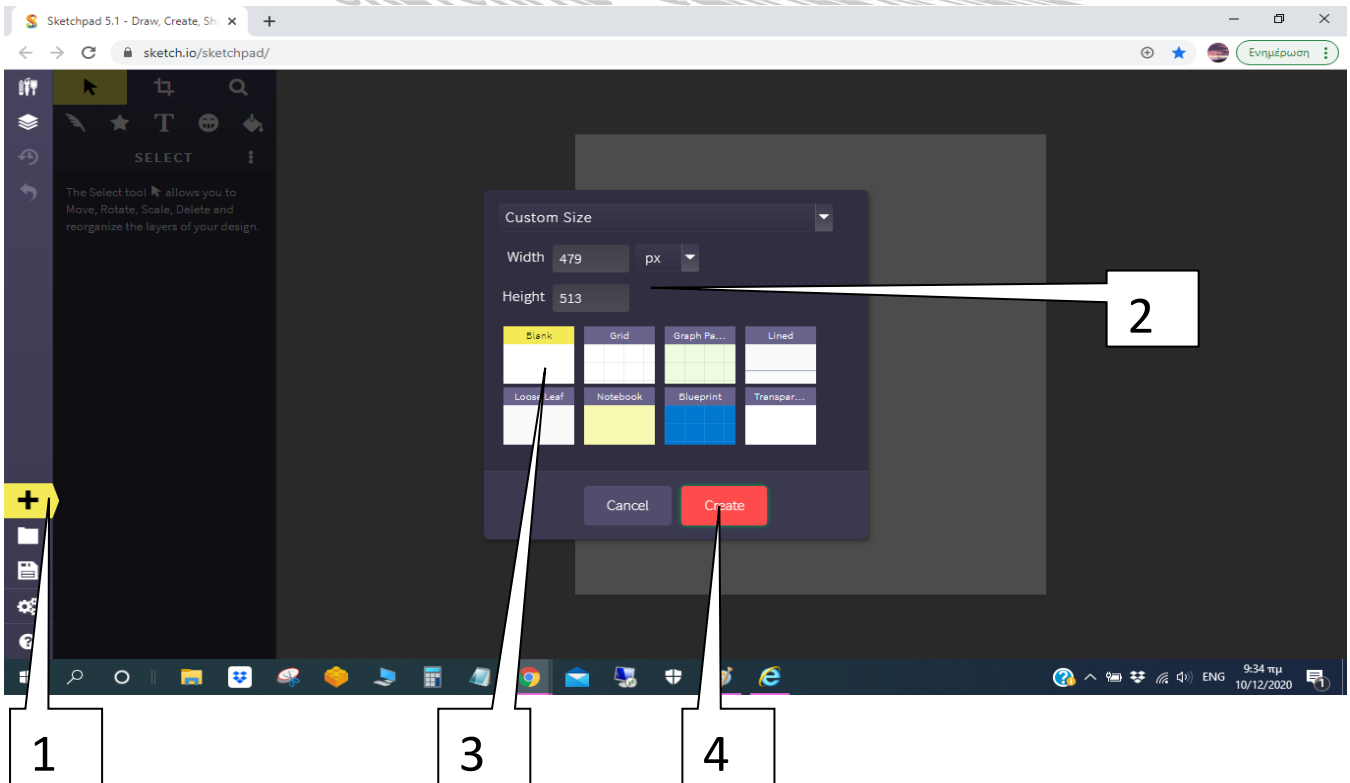 Sketchpad 5.1 - Draw, Create, Sh
sketch.io/sketchpad/
Ενημέρωση
SELECT
The Select tool allows you to
Move, Rotate, Scale, Delete and
reorganize the layers of your design.
Custom Size
Width 479 px
Height 513
2
Blank Grid Graph Pa... Lined
Loose Leaf Notebook Blueprint Transpar...
Cancel Create
ENG
9:34 πμ
10/12/2020
1
3
4